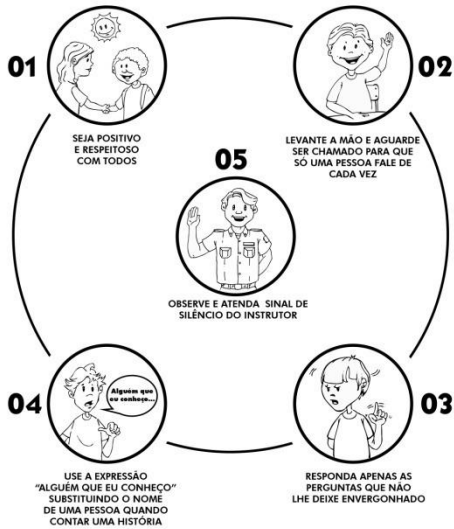 01
SEJA POSITIVO
E RESPEITOSO
COM TODOS
02
LEVANTE A MÃO E AGUARDE
SER CHAMADO PARA QUE
SÓ UMA PESSOA FALE DE
CADA VEZ
05
OBSERVE E ATENDA SINAL DE
SILÊNCIO DO INSTRUTOR
04
Alguém que
eu conheço...
USE A EXPRESSÃO
"ALGUÉM QUE EU CONHEÇO"
SUBSTITUINDO O NOME
DE UMA PESSOA QUANDO
CONTAR UMA HISTÓRIA
03
RESPONDA APENAS AS
PERGUNTAS QUE NÃO
LHE DEIXE ENVERGONHADO